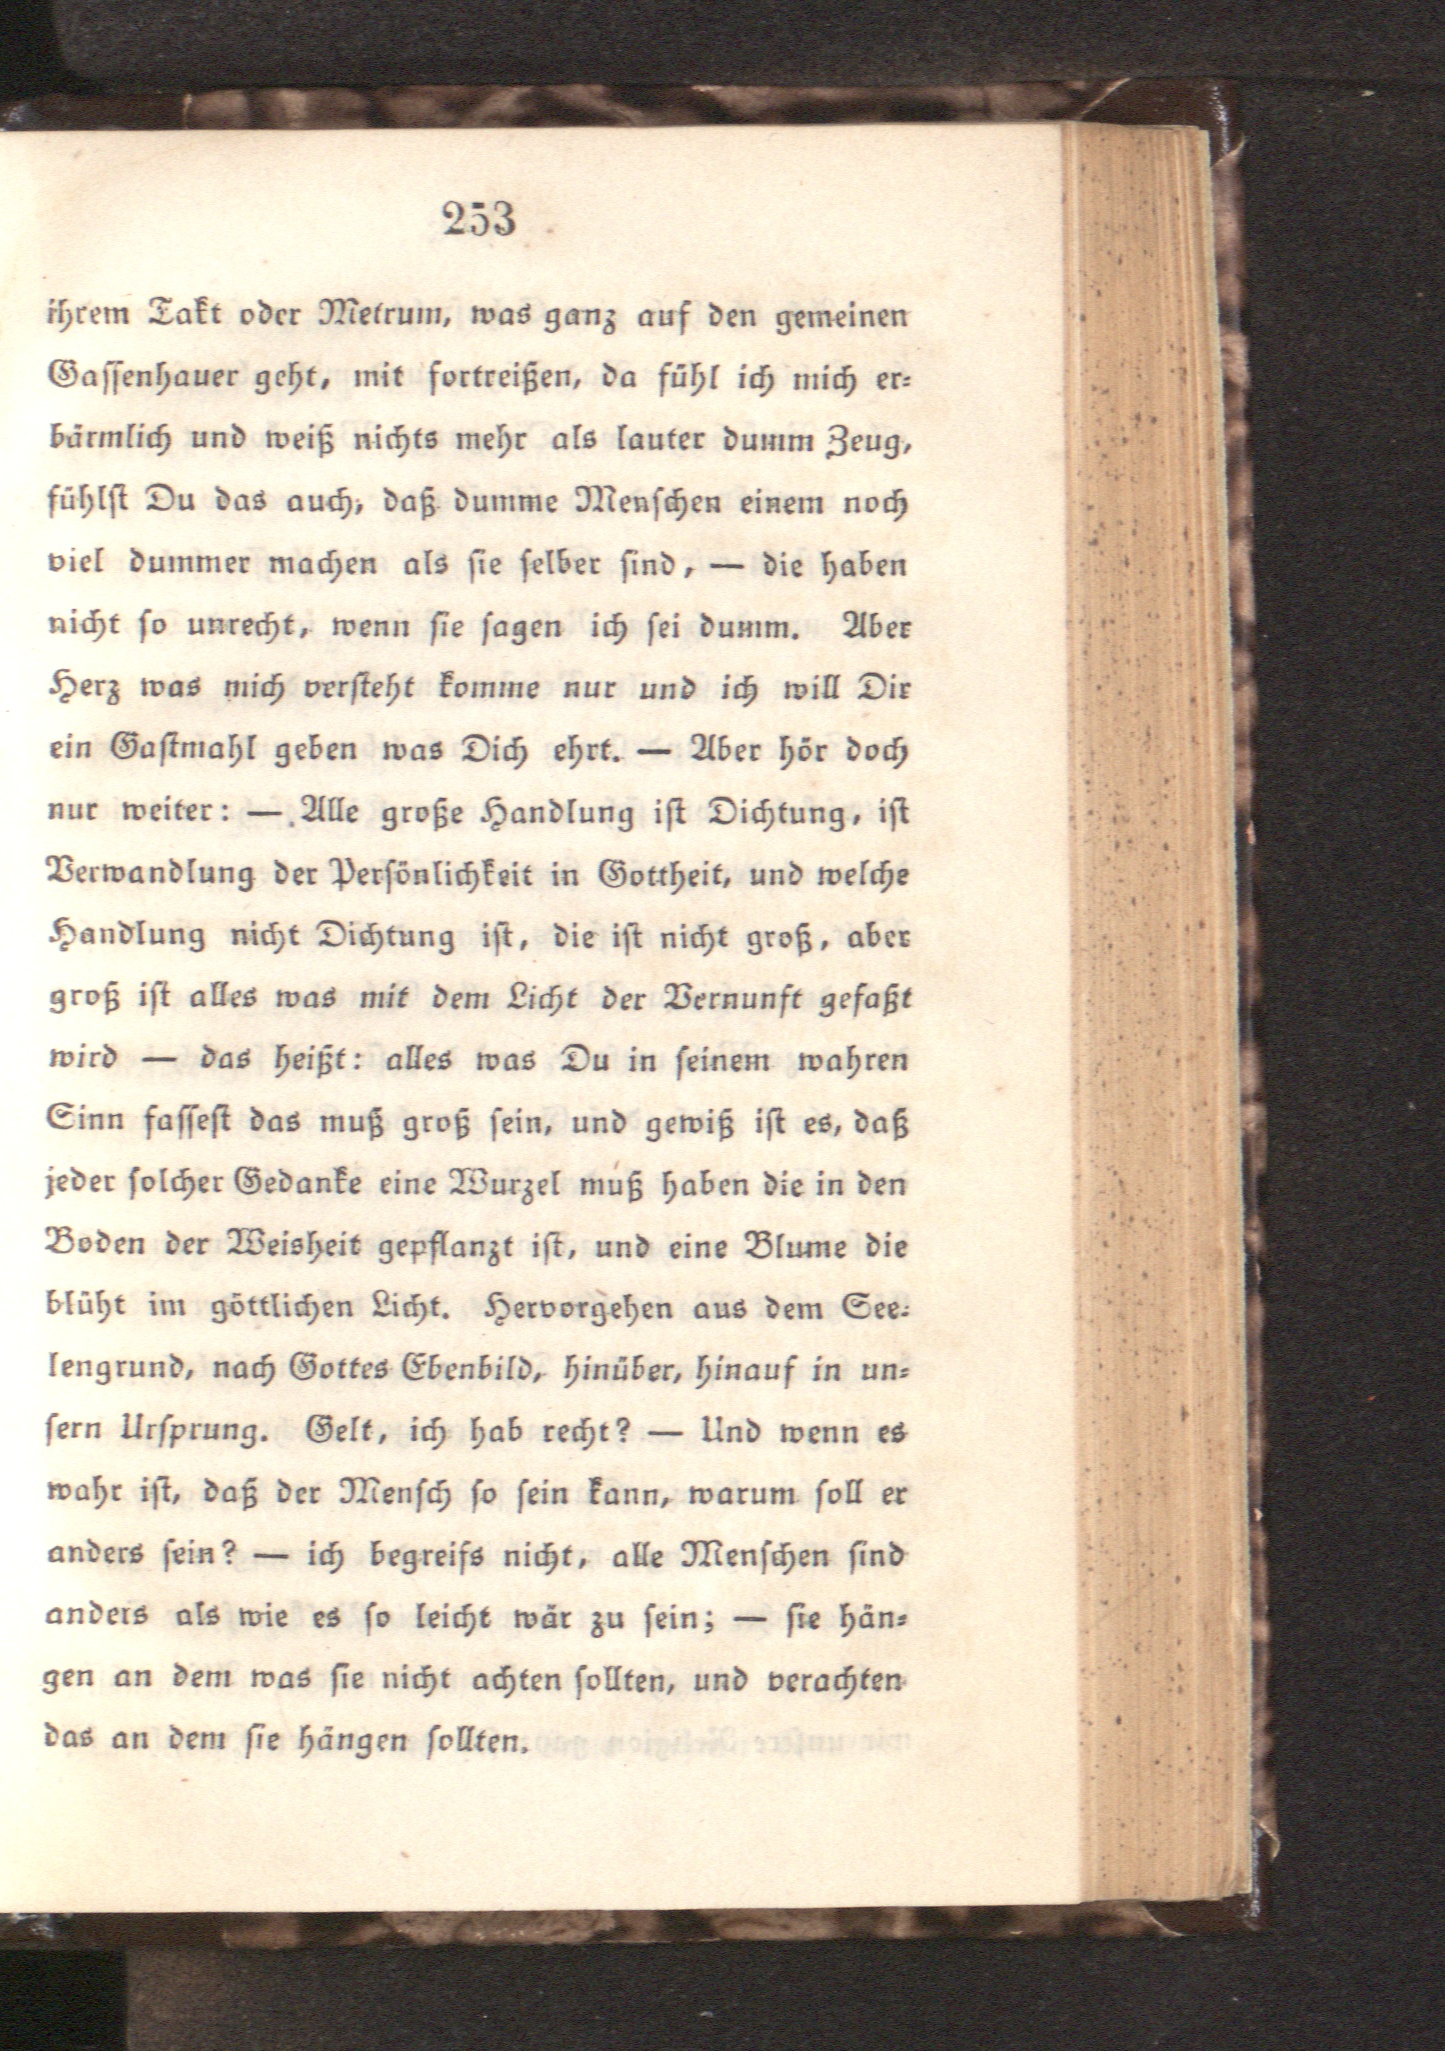 253
ihrem Takt oder Metrum, was ganz auf den gemeinen
Gaſſenhauer geht, mit fortreißen, da fühl ich mich er⸗
bärmlich und weiß nichts mehr als lauter dumm Zeug,
fühlſt Du das auch, daß dumme Menſchen einem noch
viel dummer machen als ſie ſelber ſind, — die haben
nicht ſo unrecht, wenn ſie ſagen ich ſei dumm. Aber
Herz was mich verſteht komme nur und ich will Dir
ein Gaſtmahl geben was Dich ehrt. — Aber hör doch
nur weiter: — Alle große Handlung iſt Dichtung, iſt
Verwandlung der Perſönlichkeit in Gottheit, und welche
Handlung nicht Dichtung iſt, die iſt nicht groß, aber
groß iſt alles was mit dem Licht der Vernunft gefaßt
wird — das heißt: alles was Du in ſeinem wahren
Sinn faſſeſt das muß groß ſein, und gewiß iſt es, daß
jeder ſolcher Gedanke eine Wurzel muß haben die in den
Boden der Weisheit gepflanzt iſt, und eine Blume die
blüht im göttlichen Licht. Hervorgehen aus dem See⸗
lengrund, nach Gottes Ebenbild, hinüber, hinauf in un⸗
ſern Urſprung. Gelt, ich hab recht? — Und wenn es
wahr iſt, daß der Menſch ſo ſein kann, warum ſoll er
anders ſein? — ich begreifs nicht, alle Menſchen ſind
anders als wie es ſo leicht wär zu ſein; — ſie hän⸗
gen an dem was ſie nicht achten ſollten, und verachten
das an dem ſie hängen ſollten.